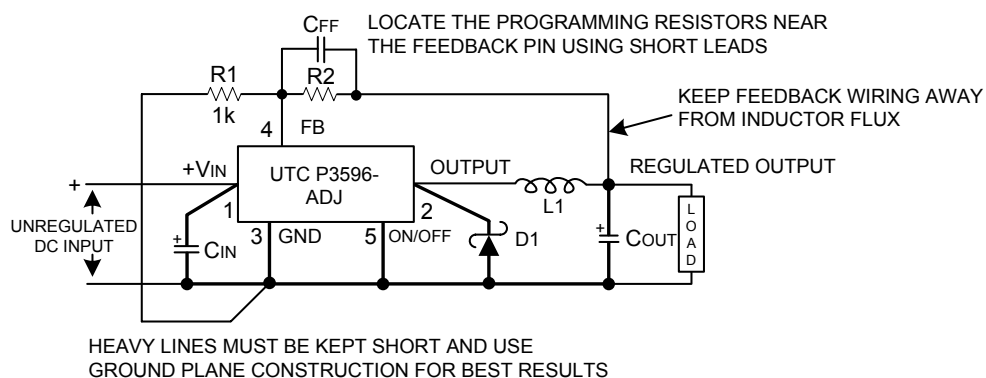 LOCATE THE PROGRAMMING RESISTORS NEAR
THE FEEDBACK PIN USING SHORT LEADS
CFF
R1
R2
1k
KEEP FEEDBACK WIRING AWAY
FROM INDUCTOR FLUX
4
FB
+VIN
UTC P3596-
ADJ
OUTPUT
REGULATED OUTPUT
+
1
2
L1
UNREGULATED
DC INPUT
+
CIN
3
GND
5
ON/OFF
D1
+
COUT
LOAD
HEAVY LINES MUST BE KEPT SHORT AND USE
GROUND PLANE CONSTRUCTION FOR BEST RESULTS